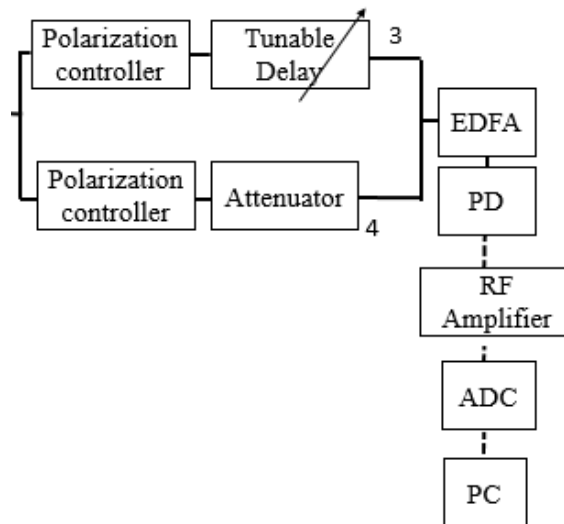 Polarization
controller
Tunable
Delay
3
EDFA
Polarization
controller
Attenuator
4
PD
RF
Amplifier
ADC
PC